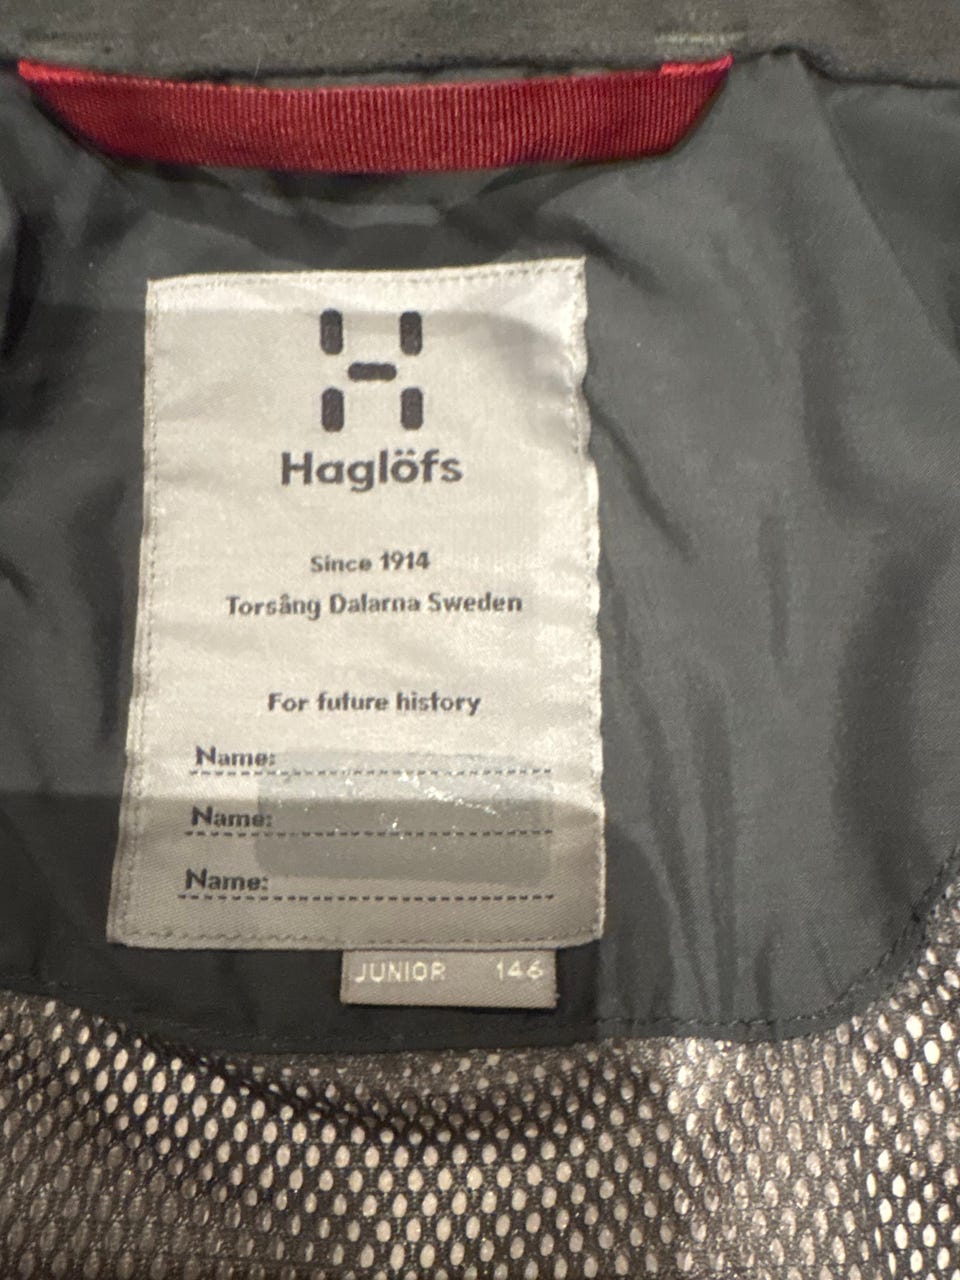 Haglöfs
Since 1914
Torsång Dalarna Sweden
For future history
Name:
Name:
Name:
JUNIOR 146